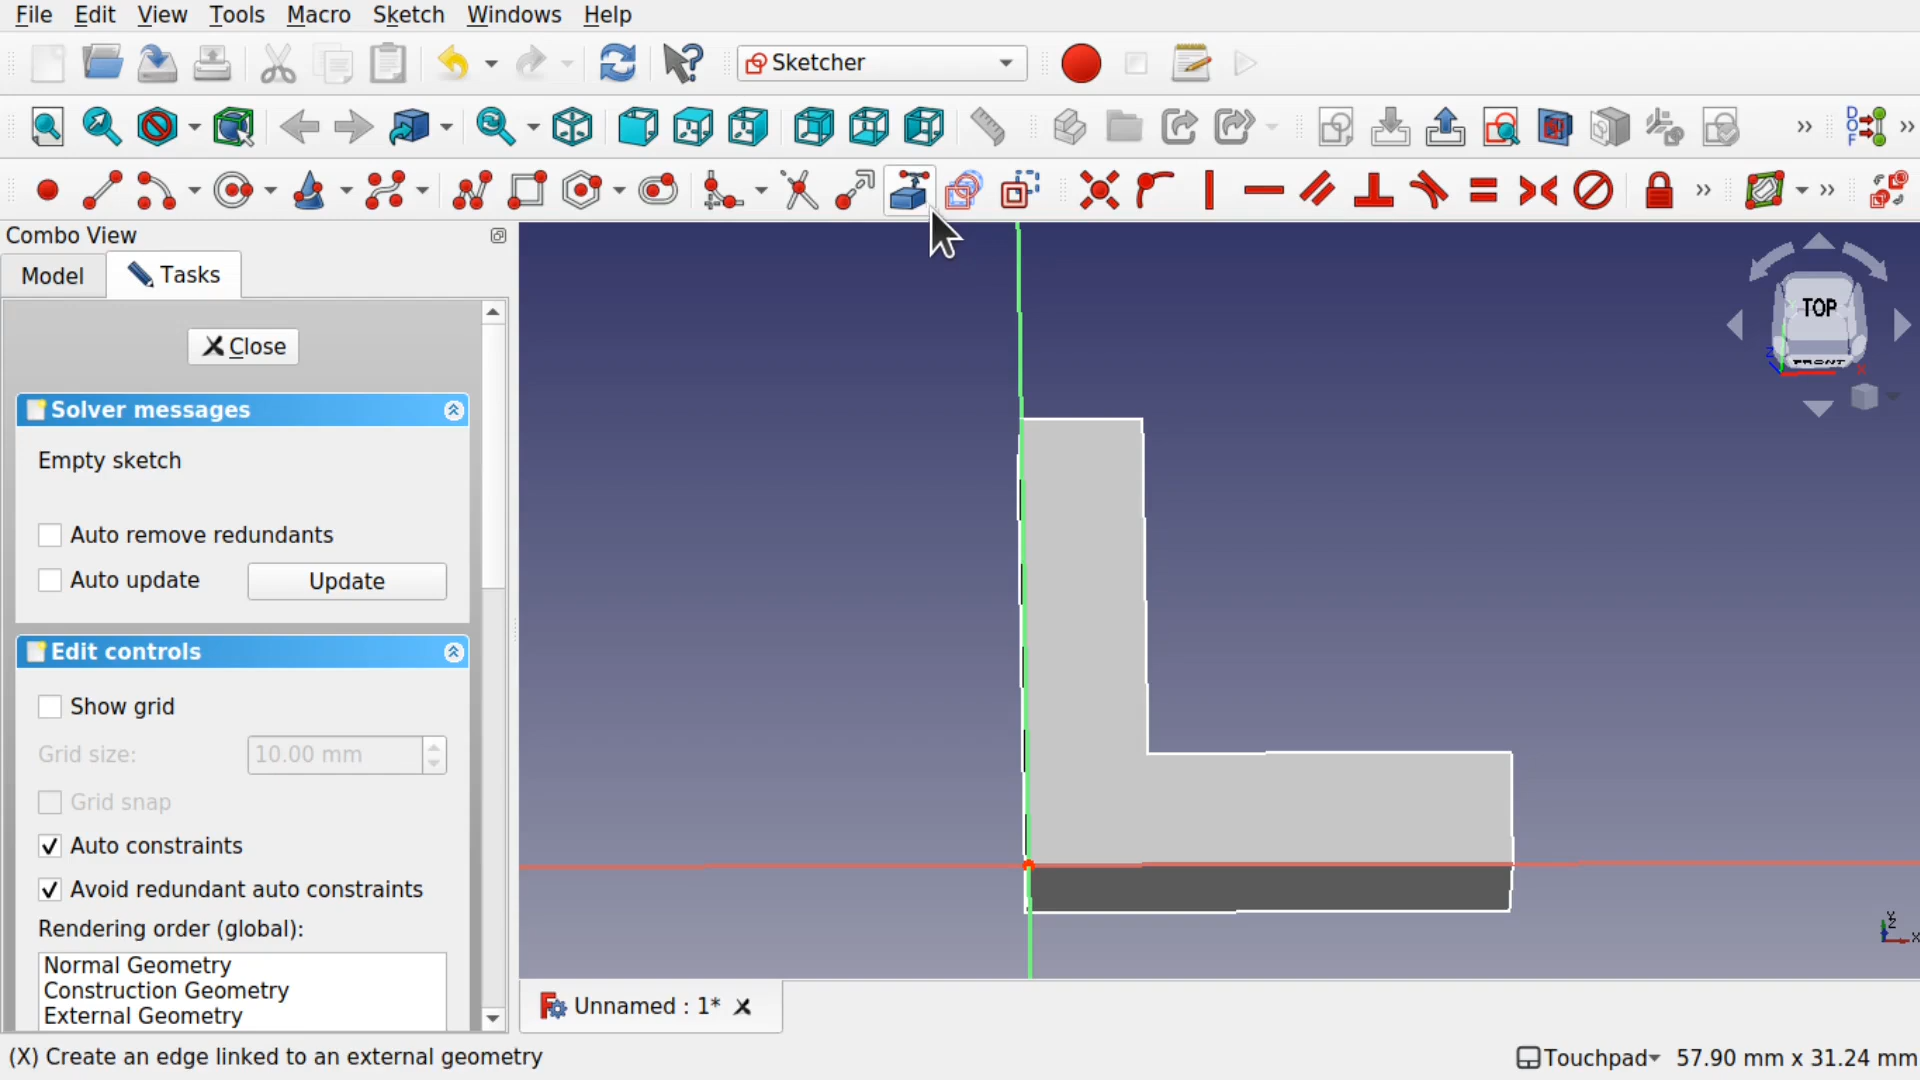 File Edit View Tools Macro Sketch Windows Help
Sketcher
DOF
Combo View
Model Tasks
TOP
FRONT
Z X
Close
Solver messages
Empty sketch
Auto remove redundants
Auto update Update
Edit controls
Show grid
Grid size: 10.00 mm
Grid snap
Auto constraints
Avoid redundant auto constraints
Rendering order (global):
Normal Geometry
Construction Geometry
External Geometry
Y
Z
X
Unnamed : 1*
(X) Create an edge linked to an external geometry Touchpad 57.90 mm x 31.24 mm